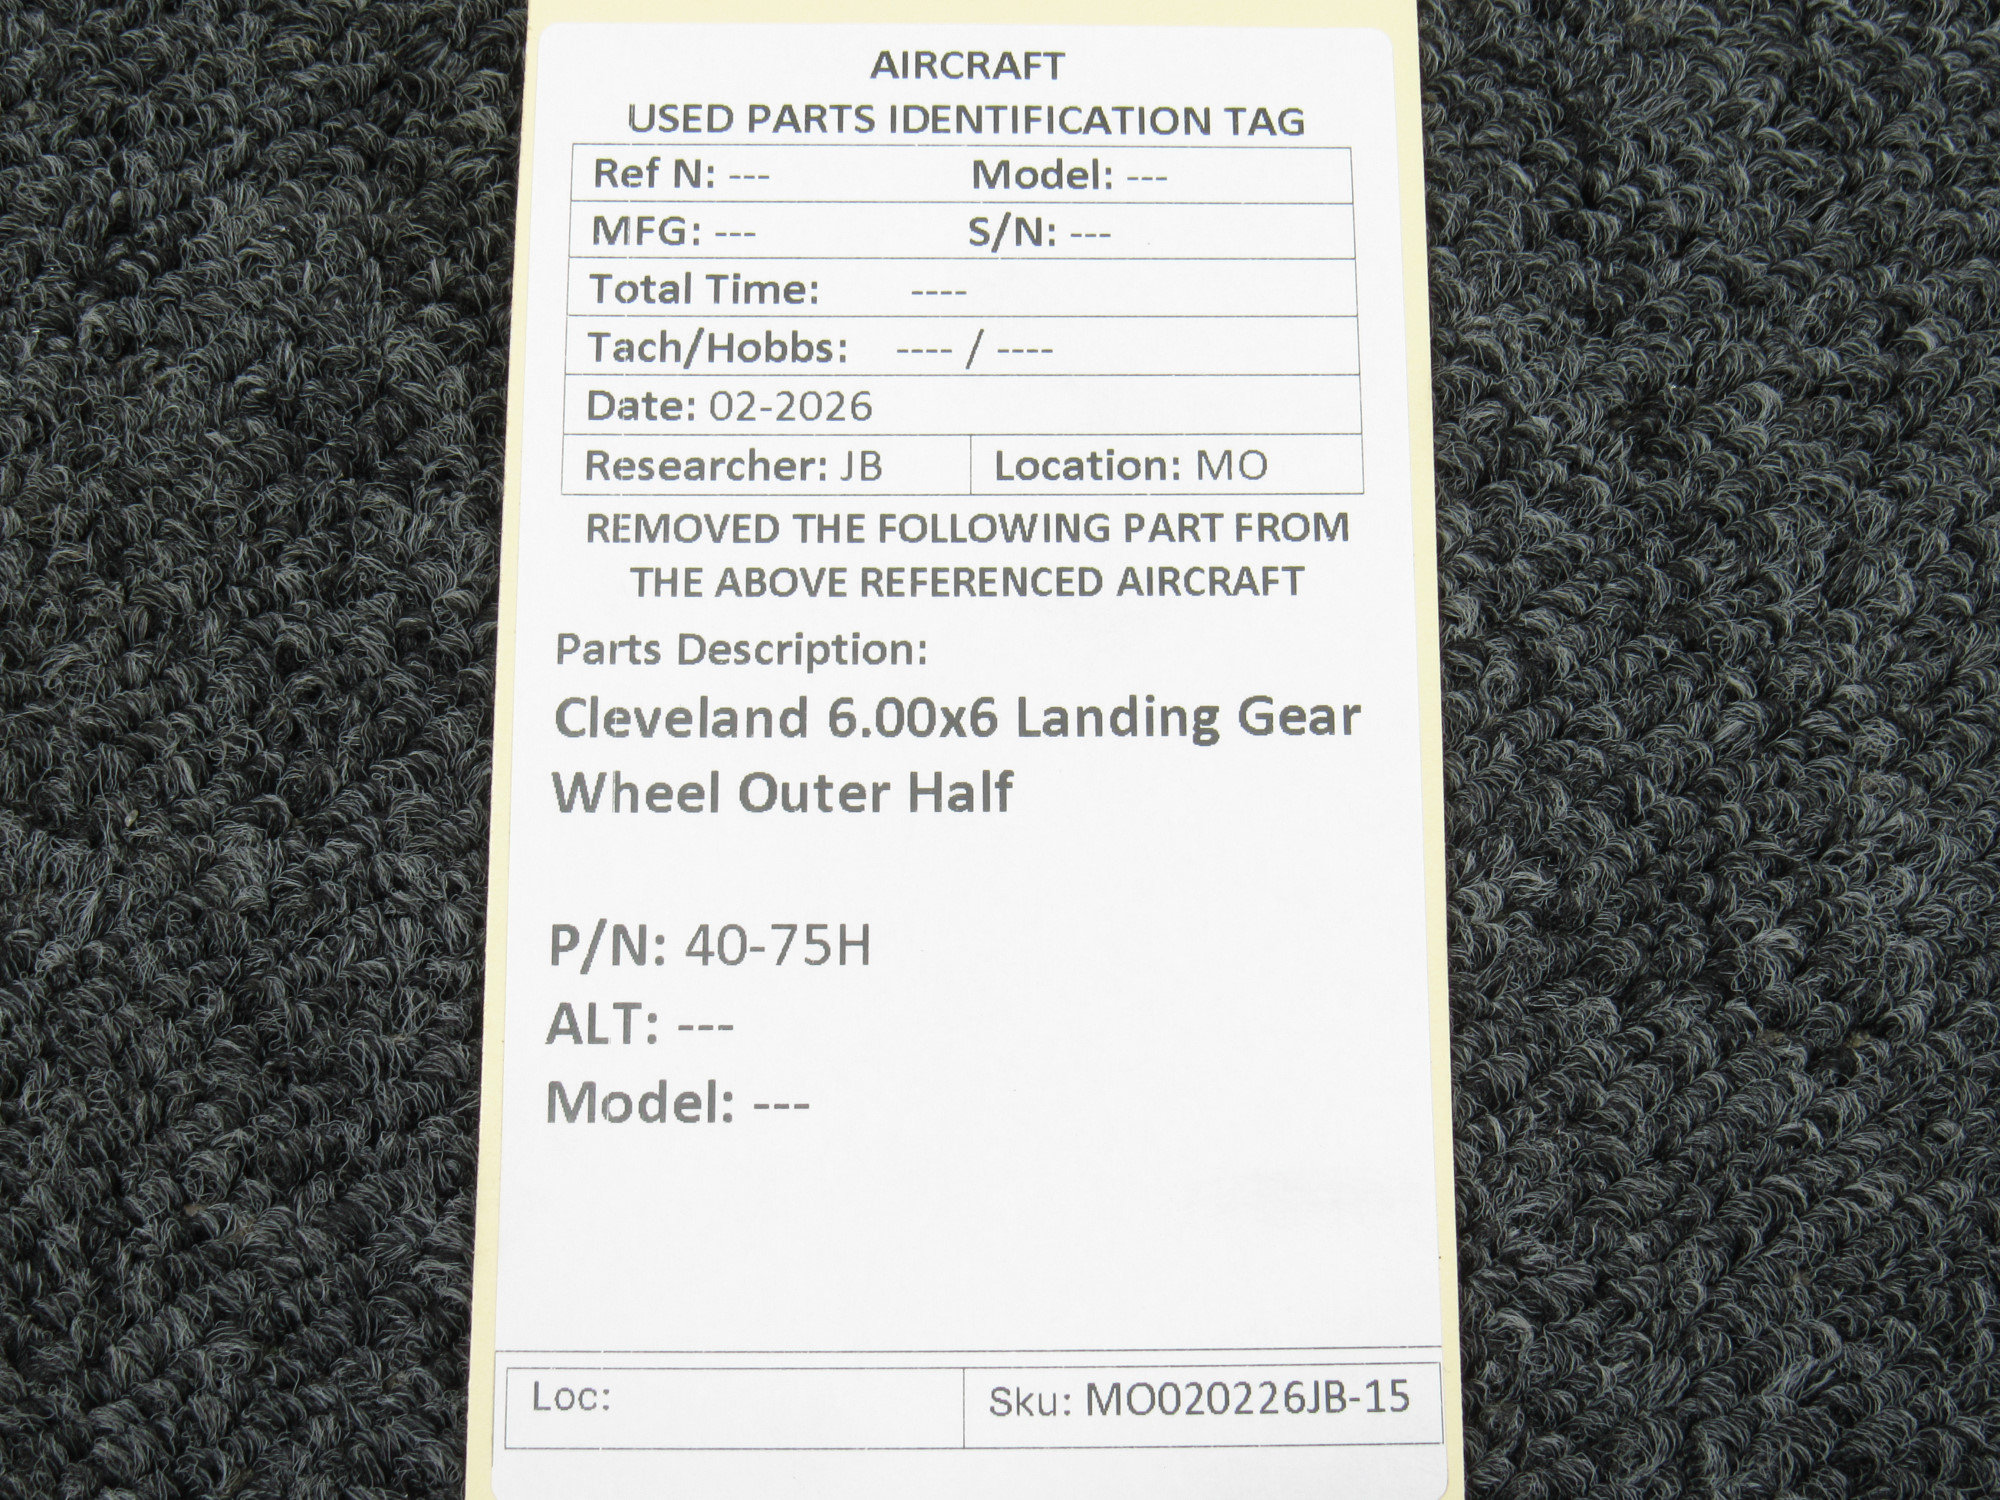 AIRCRAFT
USED PARTS IDENTIFICATION TAG
Ref N: --- Model: ---
MFG: --- S/N: ---
Total Time: ----
Tach/Hobbs: ---- / ----
Date: 02-2026
Researcher: JB Location: MO
REMOVED THE FOLLOWING PART FROM
THE ABOVE REFERENCED AIRCRAFT
Parts Description:
Cleveland 6.00x6 Landing Gear
Wheel Outer Half
P/N: 40-75H
ALT: ---
Model: ---
Loc: Sku: MO020226JB-15